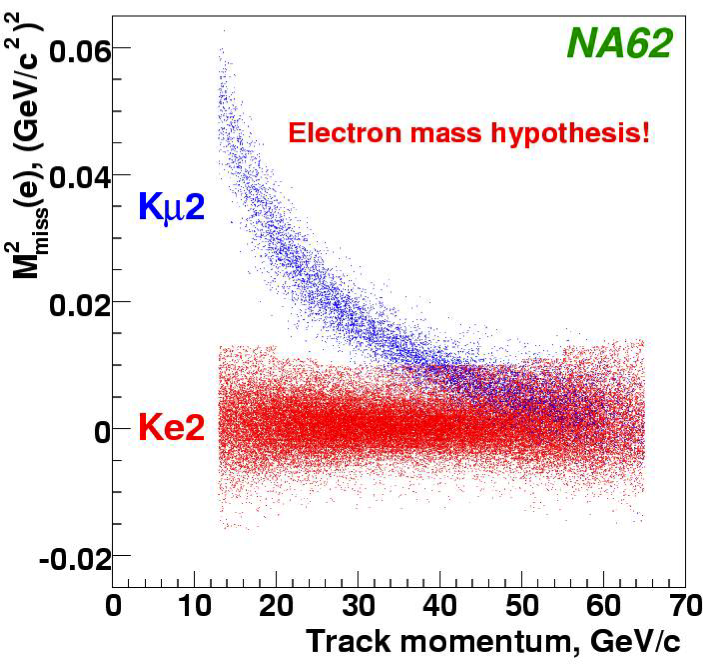 NA62
Electron mass hypothesis!
M²miss(e), (GeV/c²)²
0.06
0.04
0.02
0
-0.02
Kμ2
Ke2
0 10 20 30 40 50 60 70
Track momentum, GeV/c